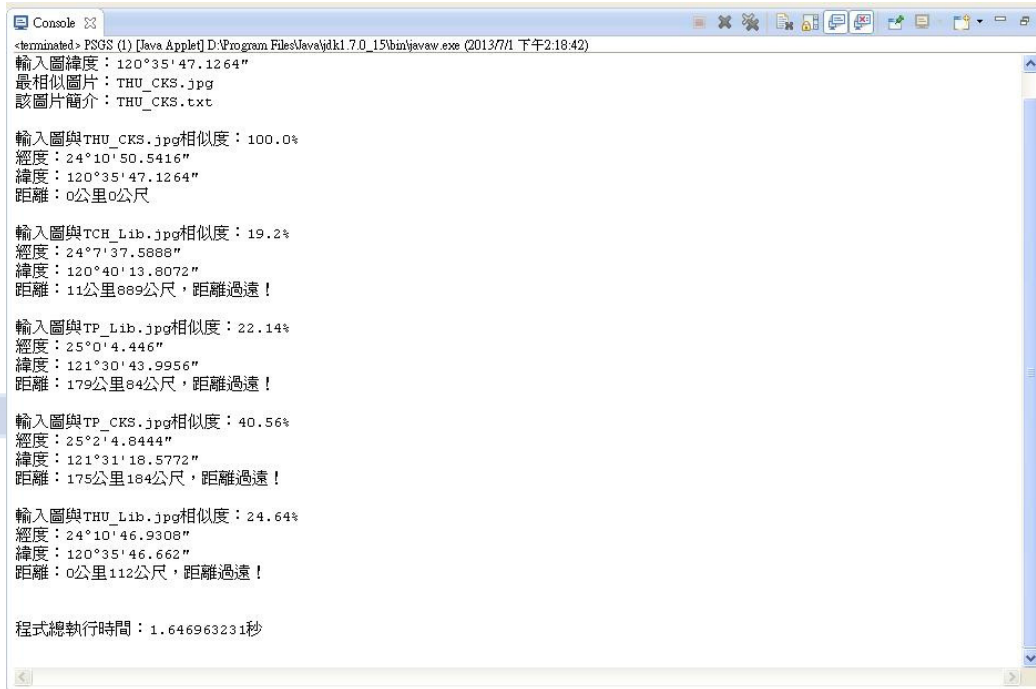 Console
<terminated> PSGS (1) [Java Applet] D:\Program Files\Java\jdk1.7.0_15\bin\javaw.exe (2013/7/1 下午2:18:42)
輸入圖緯度：120°35'47.1264"
最相似圖片：THU_CKS.jpg
該圖片簡介：THU_CKS.txt
輸入圖與THU_CKS.jpg相似度：100.0%
經度：24°10'50.5416"
緯度：120°35'47.1264"
距離：0公里0公尺
輸入圖與TCH_Lib.jpg相似度：19.2%
經度：24°7'37.5888"
緯度：120°40'13.8072"
距離：11公里889公尺，距離過遠！
輸入圖與TP_Lib.jpg相似度：22.14%
經度：25°0'4.446"
緯度：121°30'43.9956"
距離：179公里84公尺，距離過遠！
輸入圖與TP_CKS.jpg相似度：40.56%
經度：25°2'4.8444"
緯度：121°31'18.5772"
距離：175公里184公尺，距離過遠！
輸入圖與THU_Lib.jpg相似度：24.64%
經度：24°10'46.9308"
緯度：120°35'46.662"
距離：0公里112公尺，距離過遠！
程式總執行時間：1.646963231秒